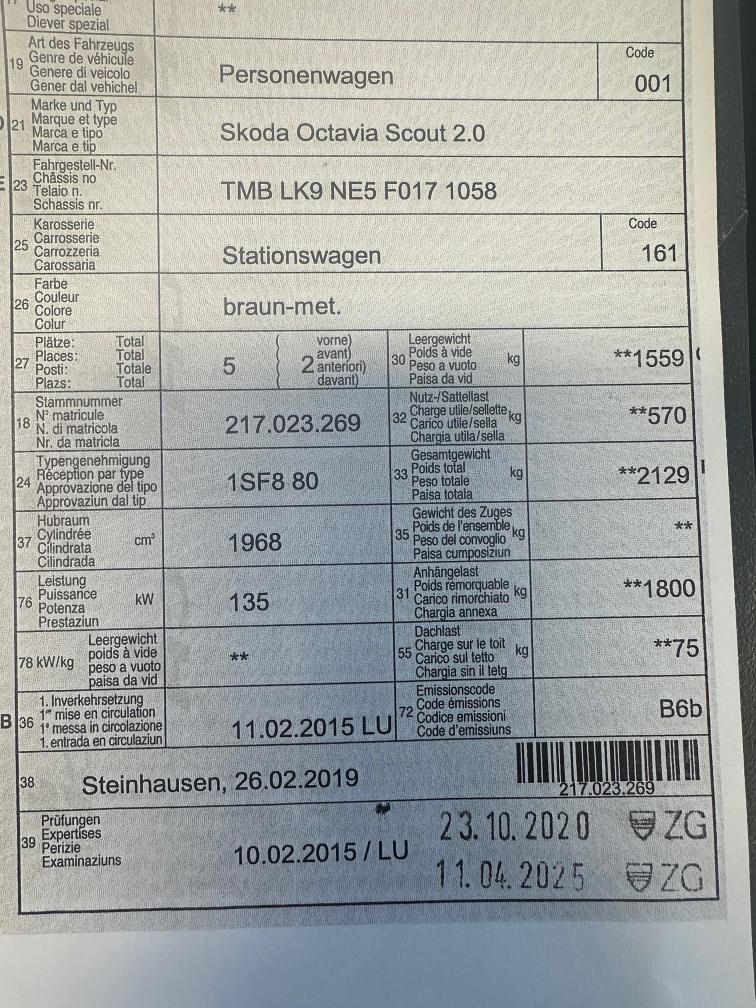 Uso speciale
Diever spezial
**
19
Art des Fahrzeugs
Genre de véhicule
Genere di veicolo
Gener dal vehichel
Personenwagen
Code
001
21
Marke und Typ
Marque et type
Marca e tipo
Marca e tip
Skoda Octavia Scout 2.0
23
Fahrgestell-Nr.
Châssis no
Telaio n.
Schassis nr.
TMB LK9 NE5 F017 1058
25
Karosserie
Carrosserie
Carrozzeria
Carossaria
Stationswagen
Code
161
26
Farbe
Couleur
Colore
Colur
braun-met.
27
Plätze: Total
Places: Total
Posti: Totale
Plazs: Total
5
( 2
vorne)
avant)
anteriori)
davant)
30
Leergewicht
Poids à vide
Peso a vuoto
Paisa da vid
kg
**1559
18
Stammnummer
N° matricule
N. di matricola
Nr. da matricla
217.023.269
32
Nutz-/Sattellast
Charge utile/sellette
Carico utile/sella
Chargia utila/sella
kg
**570
24
Typengenehmigung
Réception par type
Approvazione del tipo
Approvaziun dal tip
1SF8 80
33
Gesamtgewicht
Poids total
Peso totale
Paisa totala
kg
**2129
37
Hubraum
Cylindrée
Cilindrata
Cilindrada
cm³
1968
35
Gewicht des Zuges
Poids de l'ensemble
Peso del convoglio
Paisa cumposiziun
kg
**
76
Leistung
Puissance
Potenza
Prestaziun
kW
135
31
Anhängelast
Poids remorquable
Carico rimorchiato
Chargia annexa
kg
**1800
78 kW/kg
Leergewicht
poids à vide
peso a vuoto
paisa da vid
**
55
Dachlast
Charge sur le toit
Carico sul tetto
Chargia sin il tetg
kg
**75
B 36
1. Inverkehrsetzung
1re mise en circulation
1a messa in circolazione
1. entrada en circulaziun
11.02.2015 LU
72
Emissionscode
Code émissions
Codice emissioni
Code d'emissiuns
B6b
38
Steinhausen, 26.02.2019
217.023.269
39
Prüfungen
Expertises
Perizie
Examinaziuns
10.02.2015 / LU
23.10.2020 ZG
11.04.2025 ZG